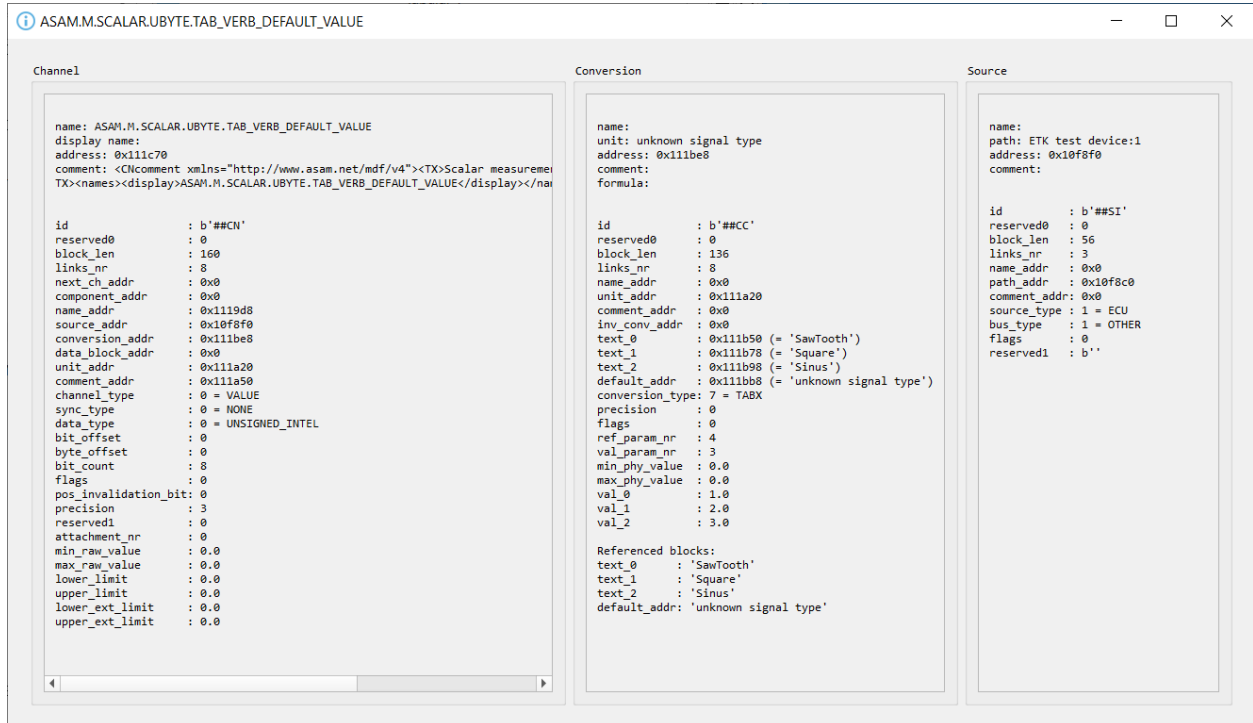 ASAM.M.SCALAR.UBYTE.TAB_VERB_DEFAULT_VALUE
Channel
name: ASAM.M.SCALAR.UBYTE.TAB_VERB_DEFAULT_VALUE
display name:
address: 0x111c70
comment: <CNcomment xmlns="http://www.asam.net/mdf/v4"><TX>Scalar measuremen
TX><names><display>ASAM.M.SCALAR.UBYTE.TAB_VERB_DEFAULT_VALUE</display></nam
id : b'##CN'
reserved0 : 0
block_len : 160
links_nr : 8
next_ch_addr : 0x0
component_addr : 0x0
name_addr : 0x1119d8
source_addr : 0x10f8f0
conversion_addr : 0x111be8
data_block_addr : 0x0
unit_addr : 0x111a20
comment_addr : 0x111a50
channel_type : 0 = VALUE
sync_type : 0 = NONE
data_type : 0 = UNSIGNED_INTEL
bit_offset : 0
byte_offset : 0
bit_count : 8
flags : 0
pos_invalidation_bit: 0
precision : 3
reserved1 : 0
attachment_nr : 0
min_raw_value : 0.0
max_raw_value : 0.0
lower_limit : 0.0
upper_limit : 0.0
lower_ext_limit : 0.0
upper_ext_limit : 0.0
Conversion
name:
unit: unknown signal type
address: 0x111be8
comment:
formula:
id : b'##CC'
reserved0 : 0
block_len : 136
links_nr : 8
name_addr : 0x0
unit_addr : 0x111a20
comment_addr : 0x0
inv_conv_addr : 0x0
text_0 : 0x111b50 (= 'SawTooth')
text_1 : 0x111b78 (= 'Square')
text_2 : 0x111b98 (= 'Sinus')
default_addr : 0x111bb8 (= 'unknown signal type')
conversion_type: 7 = TABX
precision : 0
flags : 0
ref_param_nr : 4
val_param_nr : 3
min_phy_value : 0.0
max_phy_value : 0.0
val_0 : 1.0
val_1 : 2.0
val_2 : 3.0
Referenced blocks:
text_0 : 'SawTooth'
text_1 : 'Square'
text_2 : 'Sinus'
default_addr: 'unknown signal type'
Source
name:
path: ETK test device:1
address: 0x10f8f0
comment:
id : b'##SI'
reserved0 : 0
block_len : 56
links_nr : 3
name_addr : 0x0
path_addr : 0x10f8c0
comment_addr: 0x0
source_type : 1 = ECU
bus_type : 1 = OTHER
flags : 0
reserved1 : b''